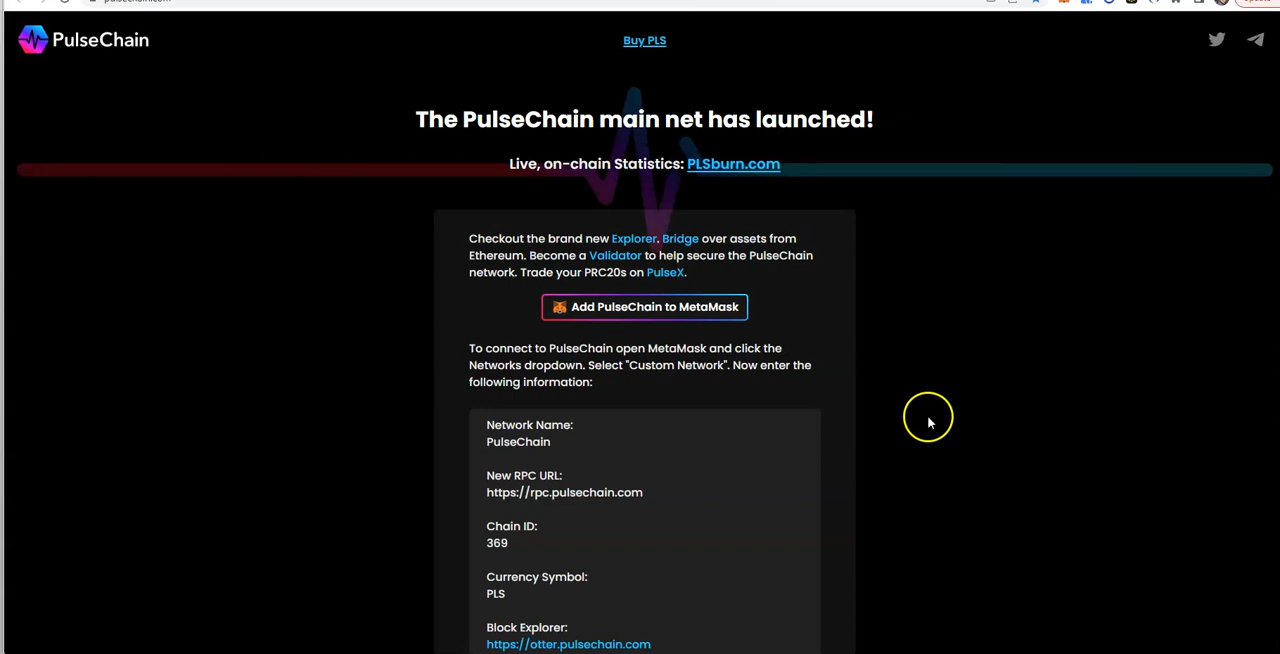 PulseChain
Buy PLS
The PulseChain main net has launched!
Live, on-chain Statistics: PLSburn.com
Checkout the brand new Explorer. Bridge over assets from
Ethereum. Become a Validator to help secure the PulseChain
network. Trade your PRC20s on PulseX.
Add PulseChain to MetaMask
To connect to PulseChain open MetaMask and click the
Networks dropdown. Select "Custom Network". Now enter the
following information:
Network Name:
PulseChain
New RPC URL:
https://rpc.pulsechain.com
Chain ID:
369
Currency Symbol:
PLS
Block Explorer:
https://otter.pulsechain.com